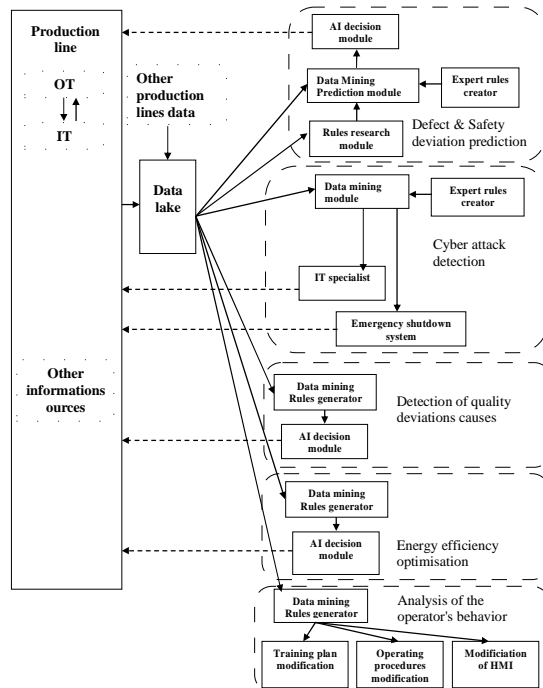 Production
line
OT
IT
Other
informations
ources
Other
production
lines data
Data
lake
AI decision
module
Data Mining
Prediction module
Expert rules
creator
Rules research
module
Defect & Safety
deviation prediction
Data mining
module
Expert rules
creator
Cyber attack
detection
IT specialist
Emergency shutdown
system
Data mining
Rules generator
Detection of quality
deviations causes
AI decision
module
Data mining
Rules generator
AI decision
module
Energy efficiency
optimisation
Data mining
Rules generator
Analysis of the
operator's behavior
Training plan
modification
Operating
procedures
modification
Modificiation
of HMI